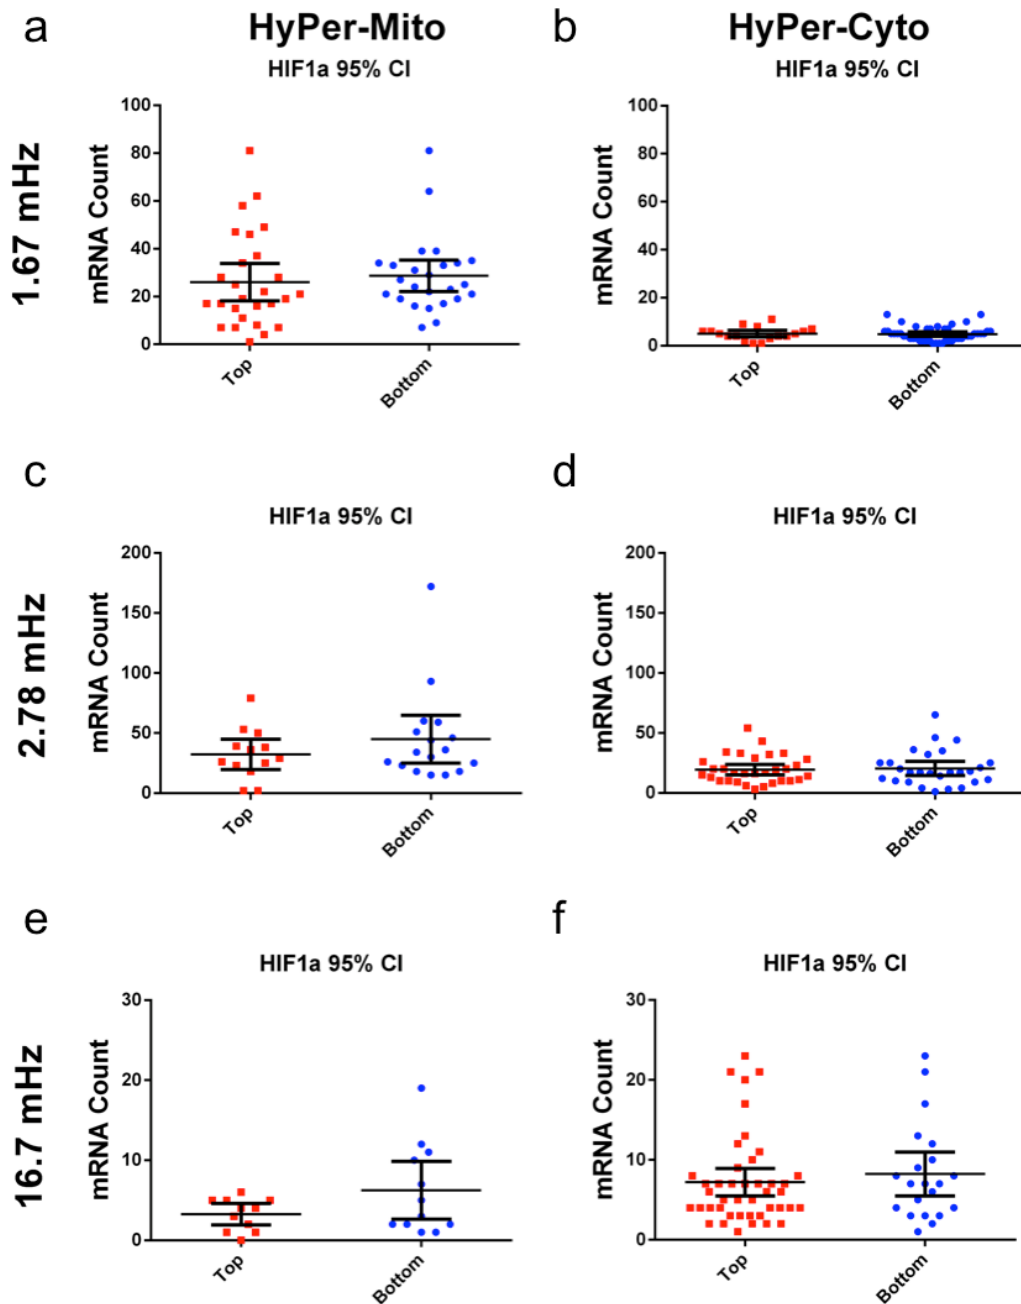 a HyPer-Mito b HyPer-Cyto
HIF1a 95% CI HIF1a 95% CI
1.67 mHz
mRNA Count
100
80
60
40
20
0
Top Bottom
mRNA Count
100
80
60
40
20
0
Top Bottom
c d
HIF1a 95% CI HIF1a 95% CI
2.78 mHz
mRNA Count
200
150
100
50
0
Top Bottom
mRNA Count
200
150
100
50
0
Top Bottom
e f
HIF1a 95% CI HIF1a 95% CI
16.7 mHz
mRNA Count
30
20
10
0
Top Bottom
mRNA Count
30
20
10
0
Top Bottom